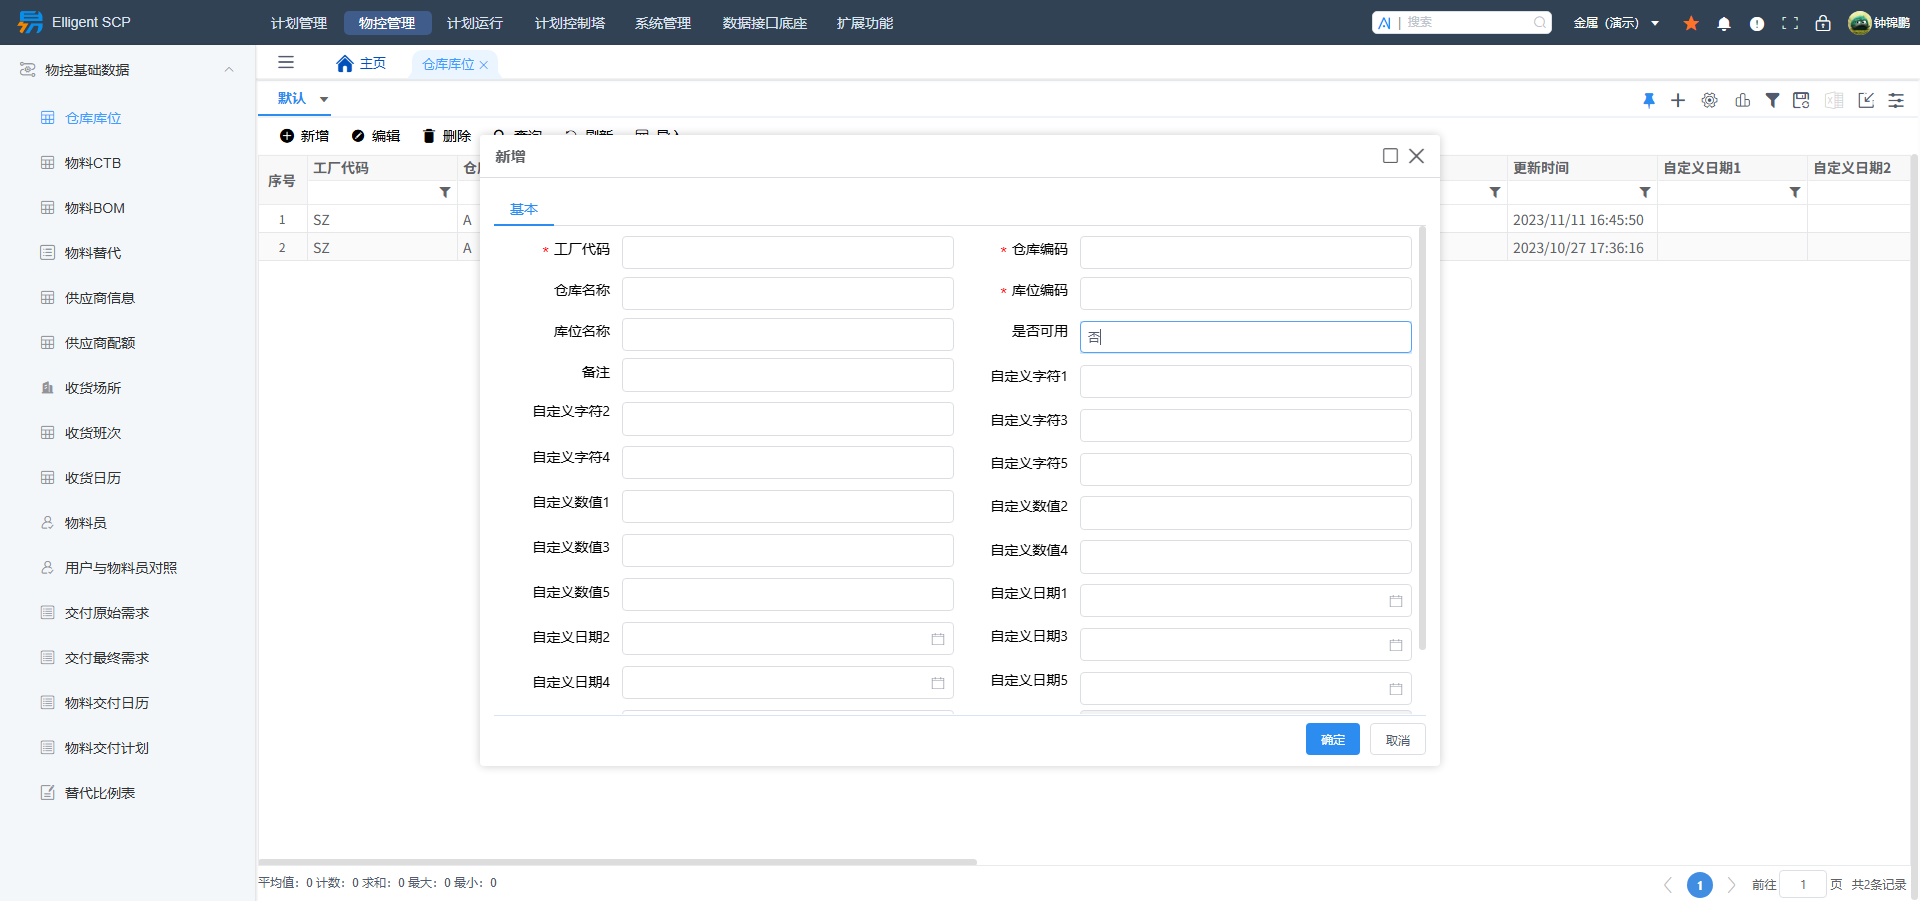 Elligent SCP 计划管理 物控管理 计划运行 计划控制塔 系统管理 数据接口底座 扩展功能 AI | 搜索 金属（演示） 钟锦鹏
物控基础数据
仓库库位
物料CTB
物料BOM
物料替代
供应商信息
供应商配额
收货场所
收货班次
收货日历
物料员
用户与物料员对照
交付原始需求
交付最终需求
物料交付日历
物料交付计划
替代比例表
主页 仓库库位
默认
新增 编辑 删除 查询 刷新 导入
序号 工厂代码 更新时间 自定义日期1 自定义日期2
1 SZ A 2023/11/11 16:45:50
2 SZ A 2023/10/27 17:36:16
新增
基本
* 工厂代码 * 仓库编码
仓库名称 * 库位编码
库位名称 是否可用 否
备注 自定义字符1
自定义字符2 自定义字符3
自定义字符4 自定义字符5
自定义数值1 自定义数值2
自定义数值3 自定义数值4
自定义数值5 自定义日期1
自定义日期2 自定义日期3
自定义日期4 自定义日期5
确定 取消
平均值：0 计数：0 求和：0 最大：0 最小：0
1 前往 1 页 共2条记录